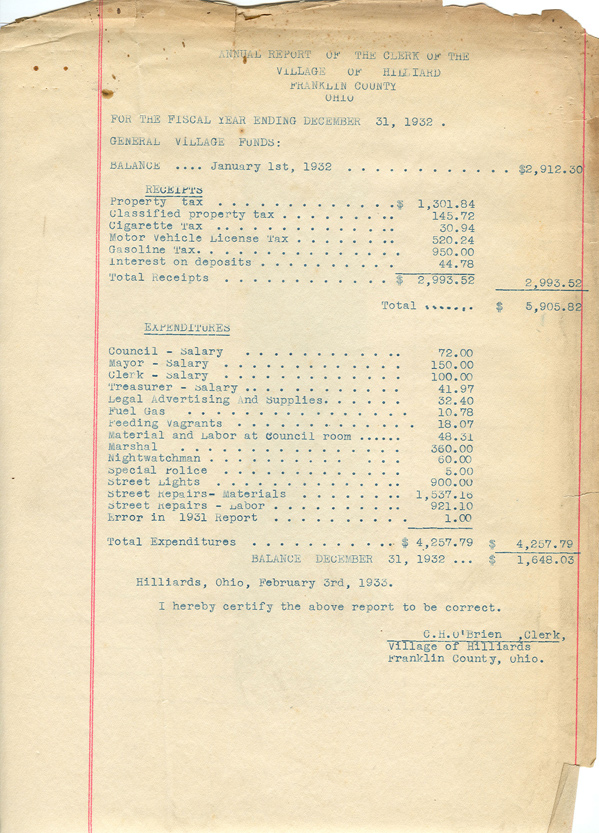 ANNUAL REPORT OF THE CLERK OF THE
VILLAGE OF HILLIARD
FRANKLIN COUNTY
OHIO
FOR THE FISCAL YEAR ENDING DECEMBER 31, 1932 .
GENERAL VILLAGE FUNDS:
BALANCE .... January 1st, 1932 . . . . . . . . . . . . $2,912.30
RECEIPTS
Property tax . . . . . . . . . . . . . . $ 1,301.84
Classified property tax . . . . . . . .. 145.72
Cigarette Tax . . . . . . . . . . . . .. 30.94
Motor Vehicle License Tax . . . . . . .. 520.24
Gasoline Tax. . . . . . . . . . . . . . 950.00
Interest on deposits . . . . . . . . . . 44.78
Total Receipts . . . . . . . . . . . . $ 2,993.52 2,993.52
Total ....... $ 5,905.82
EXPENDITURES
Council - Salary . . . . . . . . . . .. 72.00
Mayor - Salary . . . . . . . . . . . .. 150.00
Clerk - Salary . . . . . . . . . . . .. 100.00
Treasurer - Salary .. . . . . . . . . .. 41.97
Legal Advertising And Supplies. . . . . .. 32.40
Fuel Gas . . . . . . . . . . . . . . . 10.78
Feeding Vagrants . . . . . . . . . . . . . 18.07
Material and Labor at Council room ...... 48.31
Marshal . . . . . . . . . . . . . . . 360.00
Nightwatchman . . . . . . . . . . . . . 60.00
Special Police . . . . . . . . . . . . 5.00
Street Lights . . . . . . . . . . . . . 900.00
Street Repairs- Materials . . . . . . . .. 1,537.16
Street Repairs - Labor . . . . . . . . .. 921.10
Error in 1931 Report . . . . . . . . . . 1.00
Total Expenditures . . . . . . . . . .. $ 4,257.79 $ 4,257.79
BALANCE DECEMBER 31, 1932 ... $ 1,648.03
Hilliards, Ohio, February 3rd, 1933.
I hereby certify the above report to be correct.
C.H.O'Brien ,Clerk,
Village of Hilliards
Franklin County, Ohio.